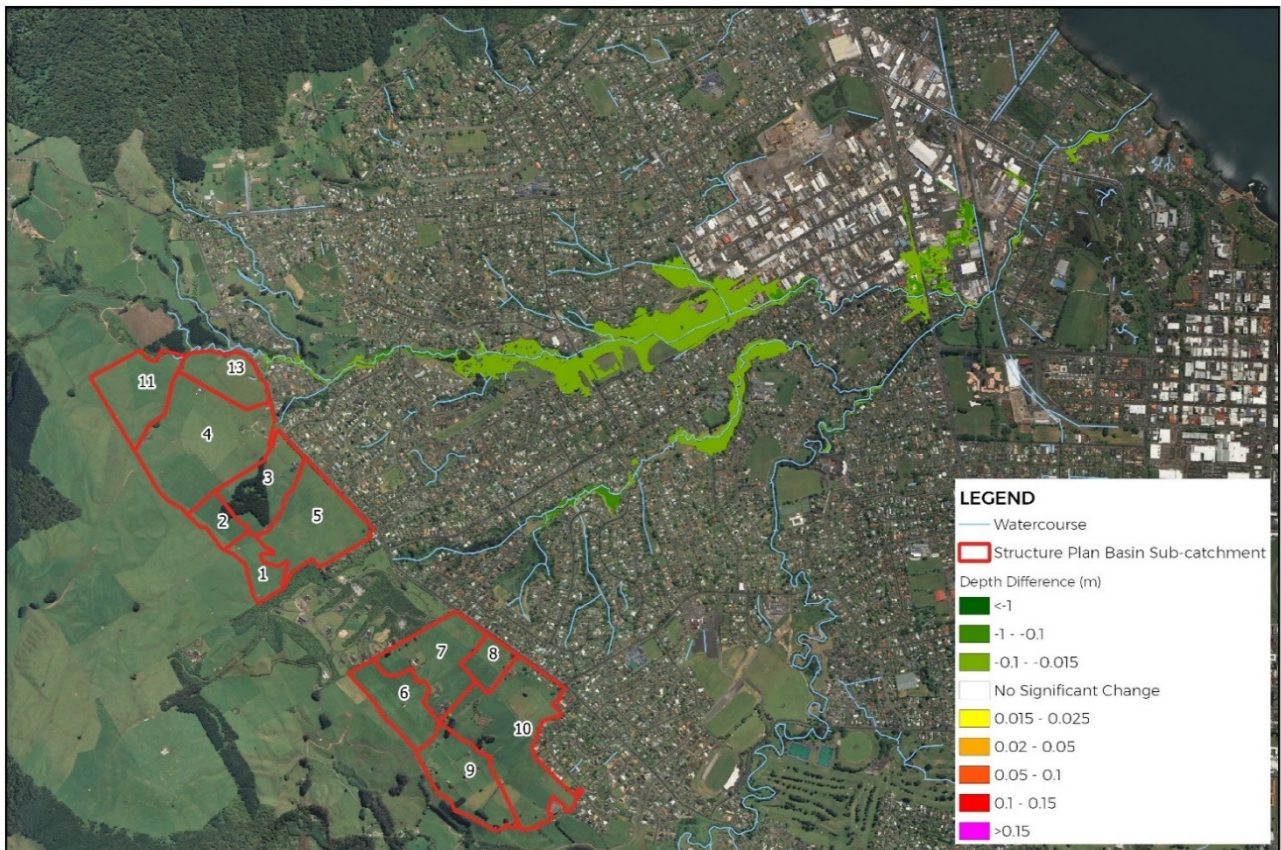 11
13
4
3
2
5
1
7
8
6
10
9
LEGEND
Watercourse
Structure Plan Basin Sub-catchment
Depth Difference (m)
<-1
-1 - -0.1
-0.1 - -0.015
No Significant Change
0.015 - 0.025
0.02 - 0.05
0.05 - 0.1
0.1 - 0.15
>0.15